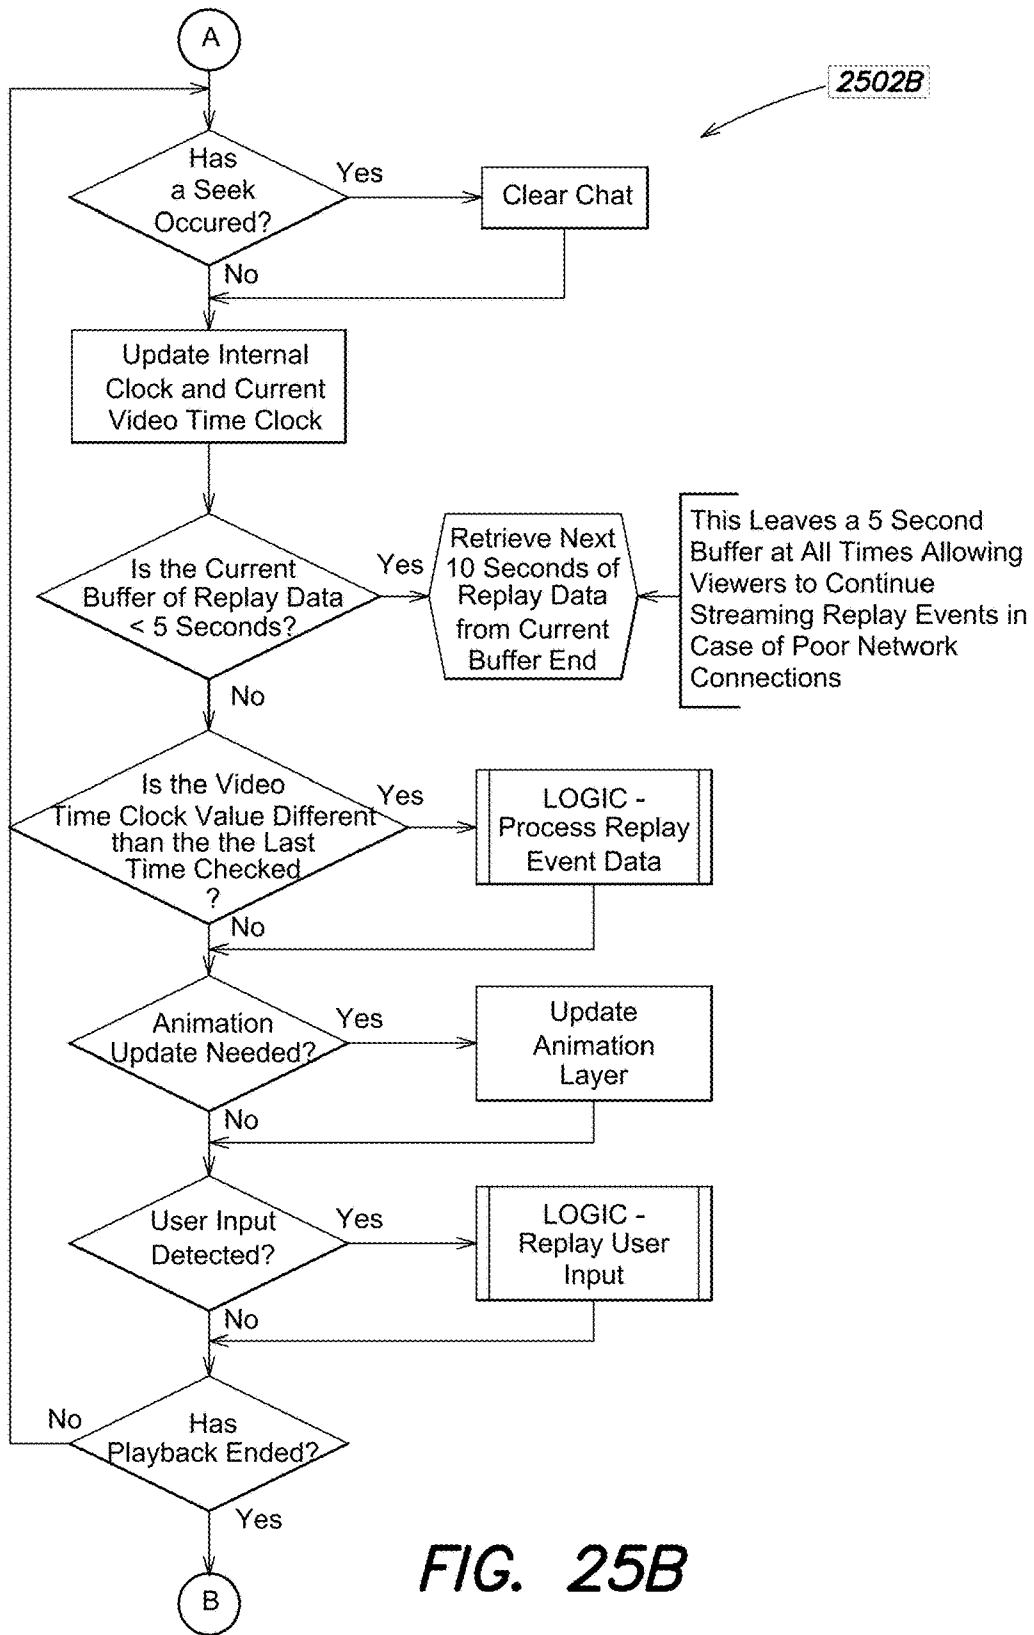 A
2502B
Has
a Seek
Occured?
Yes
Clear Chat
No
Update Internal
Clock and Current
Video Time Clock
Is the Current
Buffer of Replay Data
< 5 Seconds?
Yes
Retrieve Next
10 Seconds of
Replay Data
from Current
Buffer End
This Leaves a 5 Second
Buffer at All Times Allowing
Viewers to Continue
Streaming Replay Events in
Case of Poor Network
Connections
No
Is the Video
Time Clock Value Different
than the the Last
Time Checked
?
Yes
LOGIC -
Process Replay
Event Data
No
Animation
Update Needed?
Yes
Update
Animation
Layer
No
User Input
Detected?
Yes
LOGIC -
Replay User
Input
No
Has
Playback Ended?
No
Yes
B
FIG. 25B